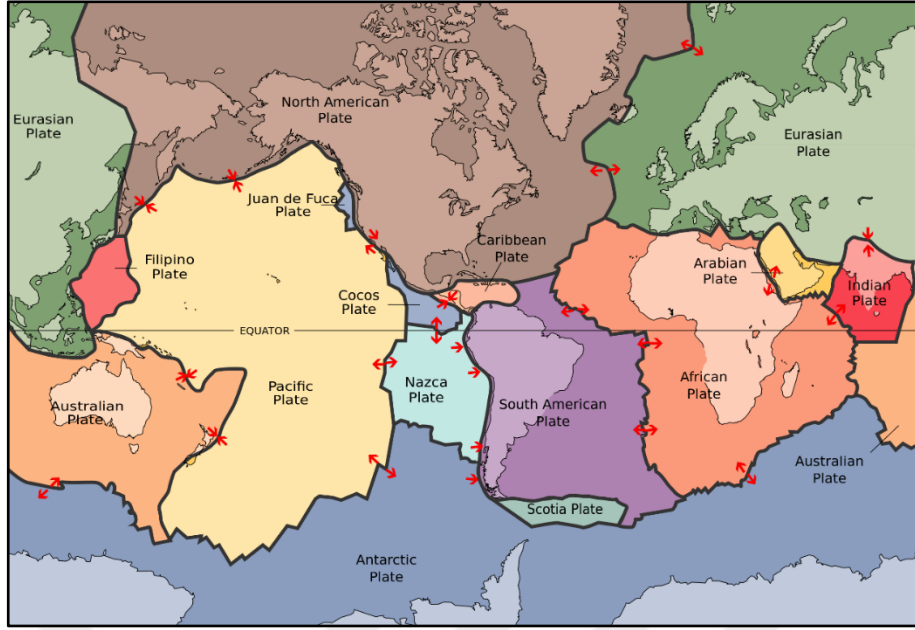 North American
Plate
Eurasian
Plate
Eurasian
Plate
Juan de Fuca
Plate
Caribbean
Plate
Filipino
Plate
Arabian
Plate
Indian
Plate
Cocos
Plate
EQUATOR
Nazca
Plate
Pacific
Plate
African
Plate
Australian
Plate
South American
Plate
Australian
Plate
Scotia Plate
Antarctic
Plate